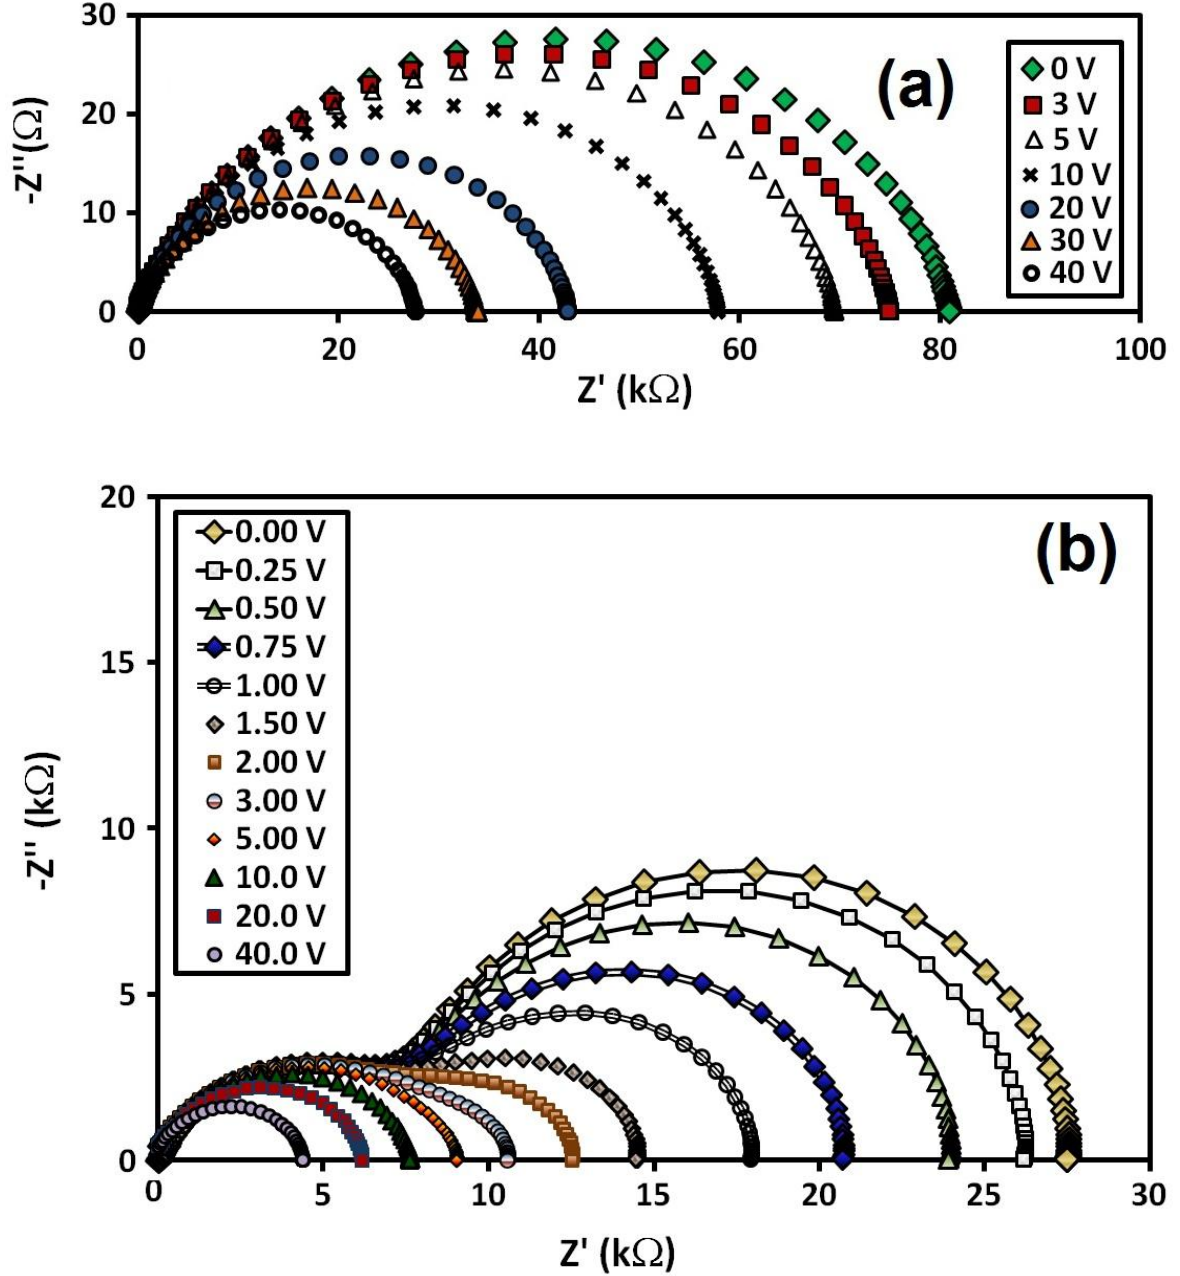 30
20
10
0
-Z''(Ω)
(a)
0 V
3 V
5 V
10 V
20 V
30 V
40 V
0 20 40 60 80 100
Z' (kΩ)
20
15
10
5
0
-Z'' (kΩ)
(b)
0.00 V
0.25 V
0.50 V
0.75 V
1.00 V
1.50 V
2.00 V
3.00 V
5.00 V
10.0 V
20.0 V
40.0 V
0 5 10 15 20 25 30
Z' (kΩ)